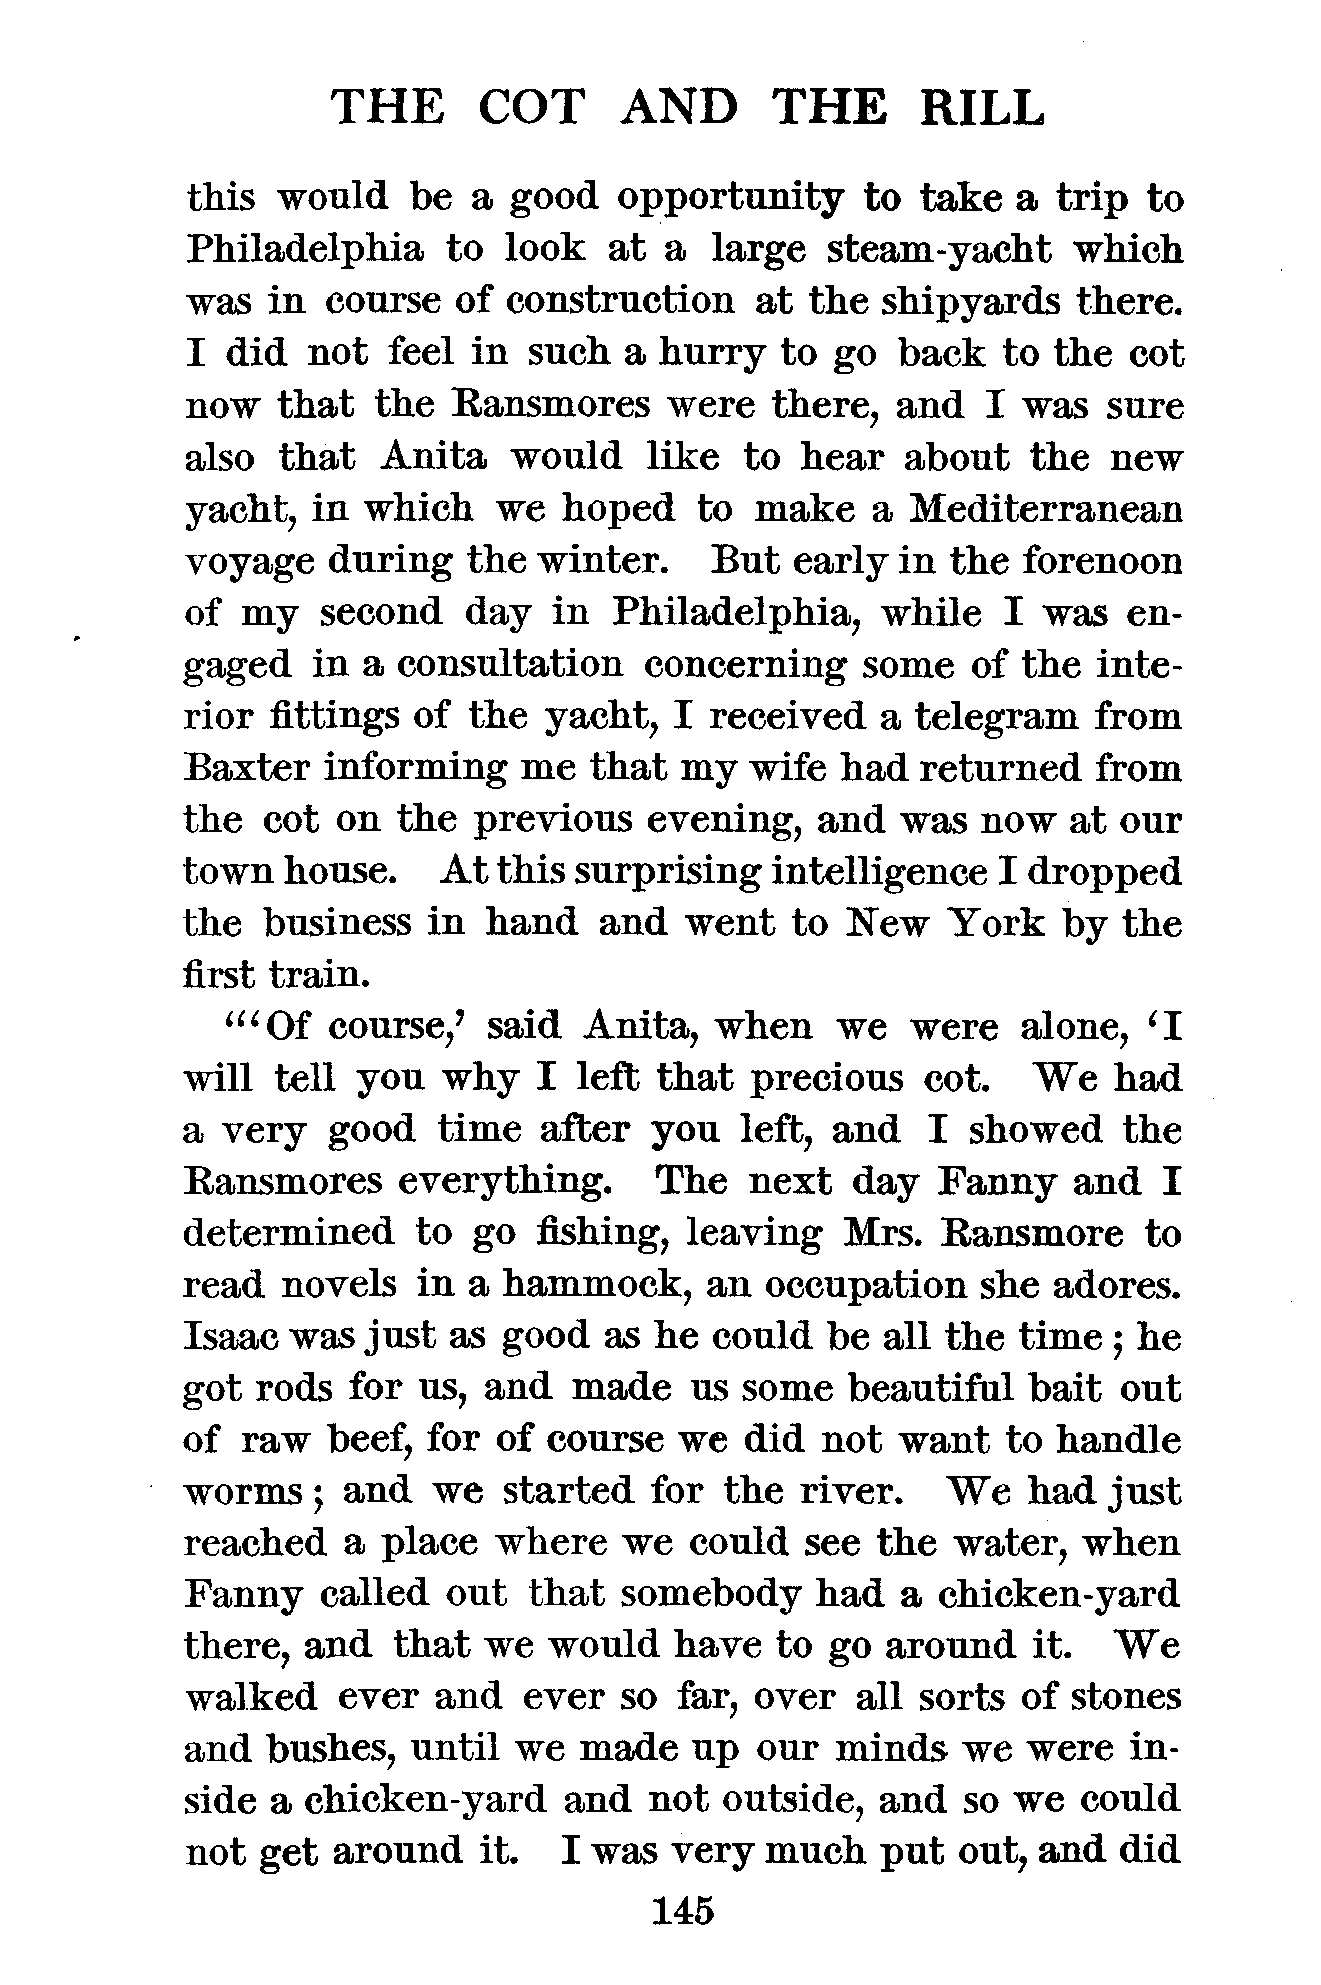 THE COT AND THE RILL
this would be a good opportunity to take a trip to
Philadelphia to look at a large steam-yacht which
was in course of construction at the shipyards there.
I did not feel in such a hurry to go back to the cot
now that the Ransmores were there, and I was sure
also that Anita would like to hear about the new
yacht, in which we hoped to make a Mediterranean
voyage during the winter. But early in the forenoon
of my second day in Philadelphia, while I was en-
gaged in a consultation concerning some of the inte-
rior fittings of the yacht, I received a telegram from
Baxter informing me that my wife had returned from
the cot on the previous evening, and was now at our
town house. At this surprising intelligence I dropped
the business in hand and went to New York by the
first train.
"'Of course,' said Anita, when we were alone, 'I
will tell you why I left that precious cot. We had
a very good time after you left, and I showed the
Ransmores everything. The next day Fanny and I
determined to go fishing, leaving Mrs. Ransmore to
read novels in a hammock, an occupation she adores.
Isaac was just as good as he could be all the time; he
got rods for us, and made us some beautiful bait out
of raw beef, for of course we did not want to handle
worms; and we started for the river. We had just
reached a place where we could see the water, when
Fanny called out that somebody had a chicken-yard
there, and that we would have to go around it. We
walked ever and ever so far, over all sorts of stones
and bushes, until we made up our minds we were in-
side a chicken-yard and not outside, and so we could
not get around it. I was very much put out, and did
145